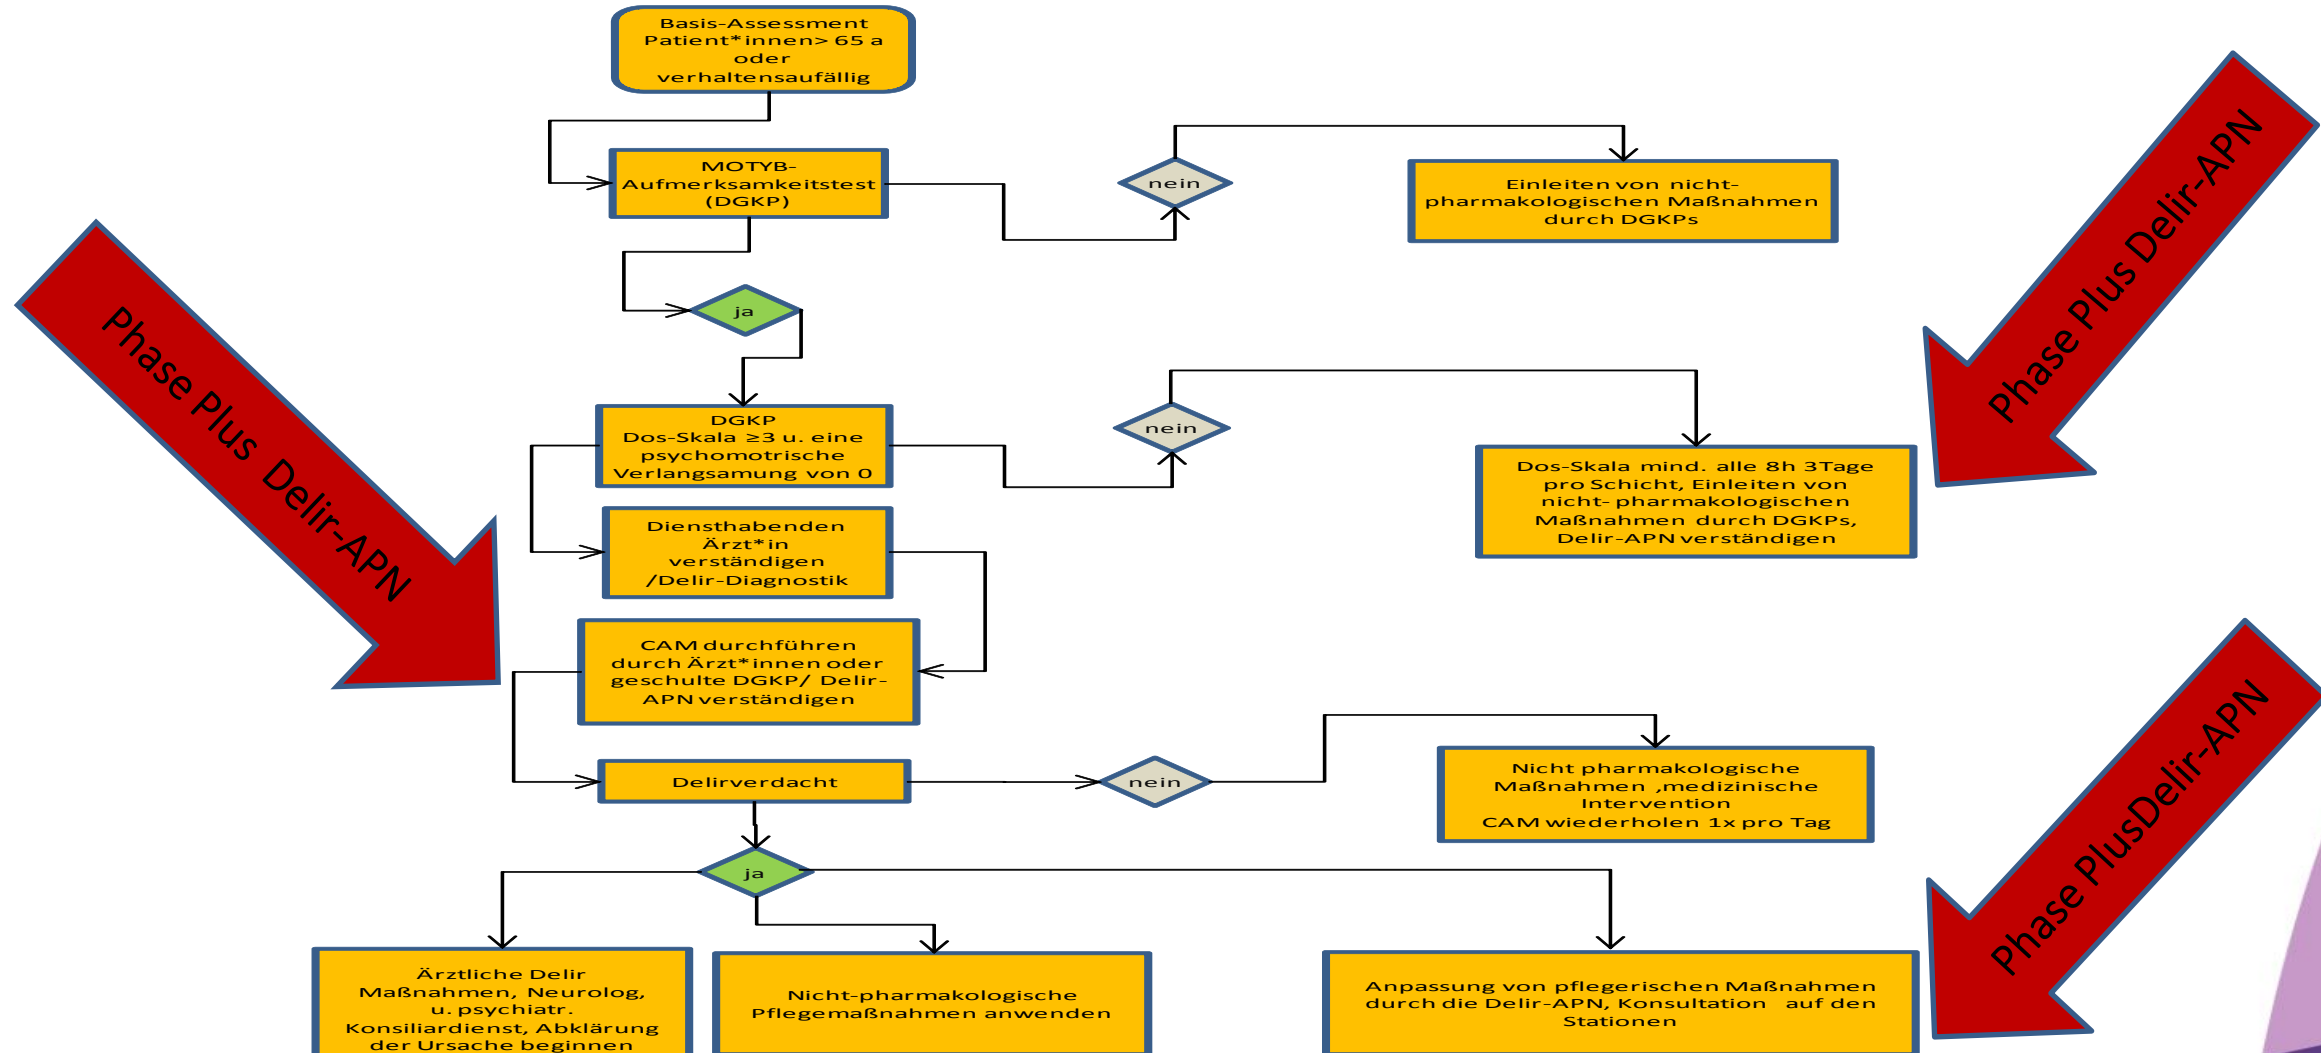 Basis-Assessment
Patient*innen> 65 a
oder
verhaltensaufällig
MOTYB-
Aufmerksamkeitstest
(DGKP)
nein
Einleiten von nicht-
pharmakologischen Maßnahmen
durch DGKPs
Phase Plus Delir-APN
ja
Phase Plus Delir-APN
DGKP
Dos-Skala ≥3 u. eine
psychomotrische
Verlangsamung von 0
nein
Dos-Skala mind. alle 8h 3Tage
pro Schicht, Einleiten von
nicht- pharmakologischen
Maßnahmen durch DGKPs,
Delir-APN verständigen
Diensthabenden
Ärzt*in
verständigen
/Delir-Diagnostik
CAM durchführen
durch Ärzt*innen oder
geschulte DGKP/ Delir-
APN verständigen
Delirverdacht
nein
Nicht pharmakologische
Maßnahmen ,medizinische
Intervention
CAM wiederholen 1x pro Tag
Phase PlusDelir-APN
ja
Ärztliche Delir
Maßnahmen, Neurolog,
u. psychiatr.
Konsiliardienst, Abklärung
der Ursache beginnen
Nicht-pharmakologische
Pflegemaßnahmen anwenden
Anpassung von pflegerischen Maßnahmen
durch die Delir-APN, Konsultation auf den
Stationen